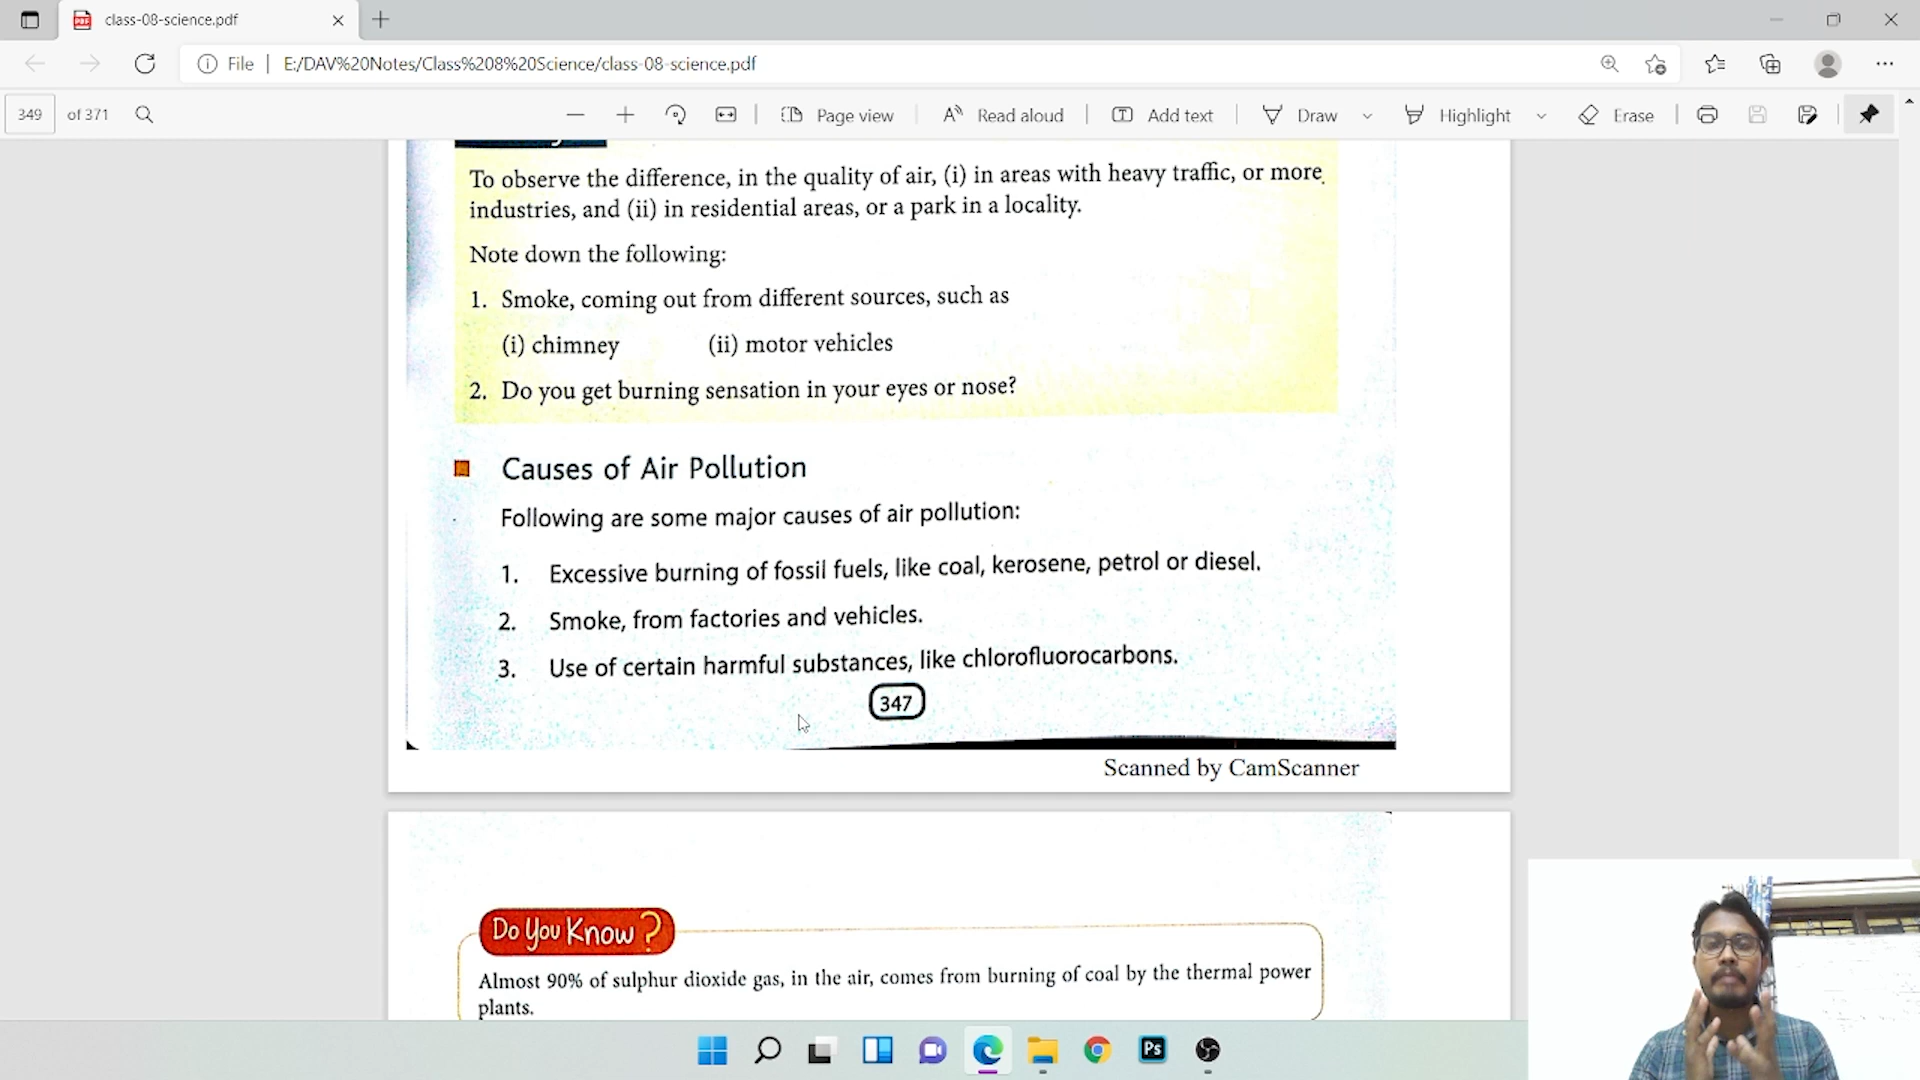 class-08-science.pdf
File | E:/DAV%20Notes/Class%208%20Science/class-08-science.pdf
349 of 371 Page view Read aloud Add text Draw Highlight Erase
To observe the difference, in the quality of air, (i) in areas with heavy traffic, or more
industries, and (ii) in residential areas, or a park in a locality.
Note down the following:
1. Smoke, coming out from different sources, such as
(i) chimney (ii) motor vehicles
2. Do you get burning sensation in your eyes or nose?
Causes of Air Pollution
Following are some major causes of air pollution:
1. Excessive burning of fossil fuels, like coal, kerosene, petrol or diesel.
2. Smoke, from factories and vehicles.
3. Use of certain harmful substances, like chlorofluorocarbons.
347
Scanned by CamScanner
Do You Know?
Almost 90% of sulphur dioxide gas, in the air, comes from burning of coal by the thermal power
plants.
Ps